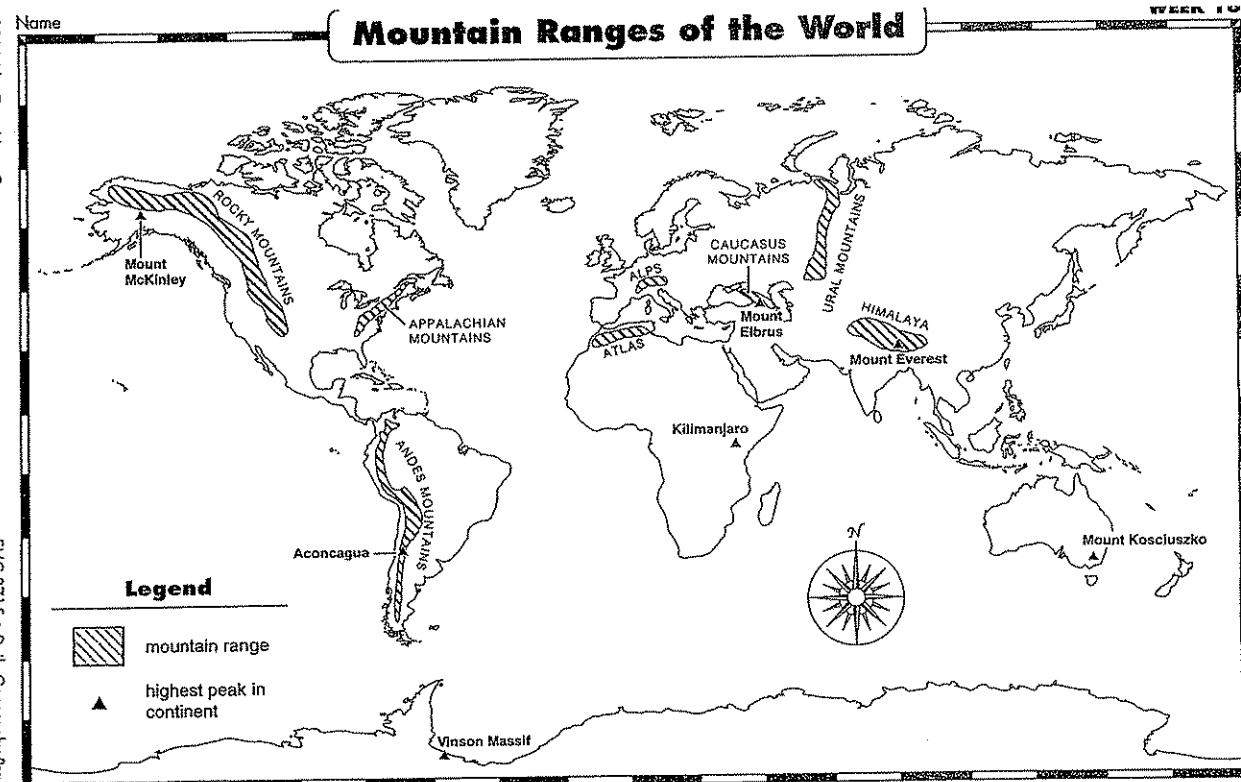 Name
Mountain Ranges of the World
ROCKY MOUNTAINS
Mount
McKinley
APPALACHIAN
MOUNTAINS
ALPS
CAUCASUS
MOUNTAINS
URAL MOUNTAINS
Mount
Elbrus
ATLAS
HIMALAYA
Mount Everest
Kilimanjaro
ANDES MOUNTAINS
Aconcagua
N
Mount Kosciuszko
Legend
mountain range
highest peak in
continent
Vinson Massif